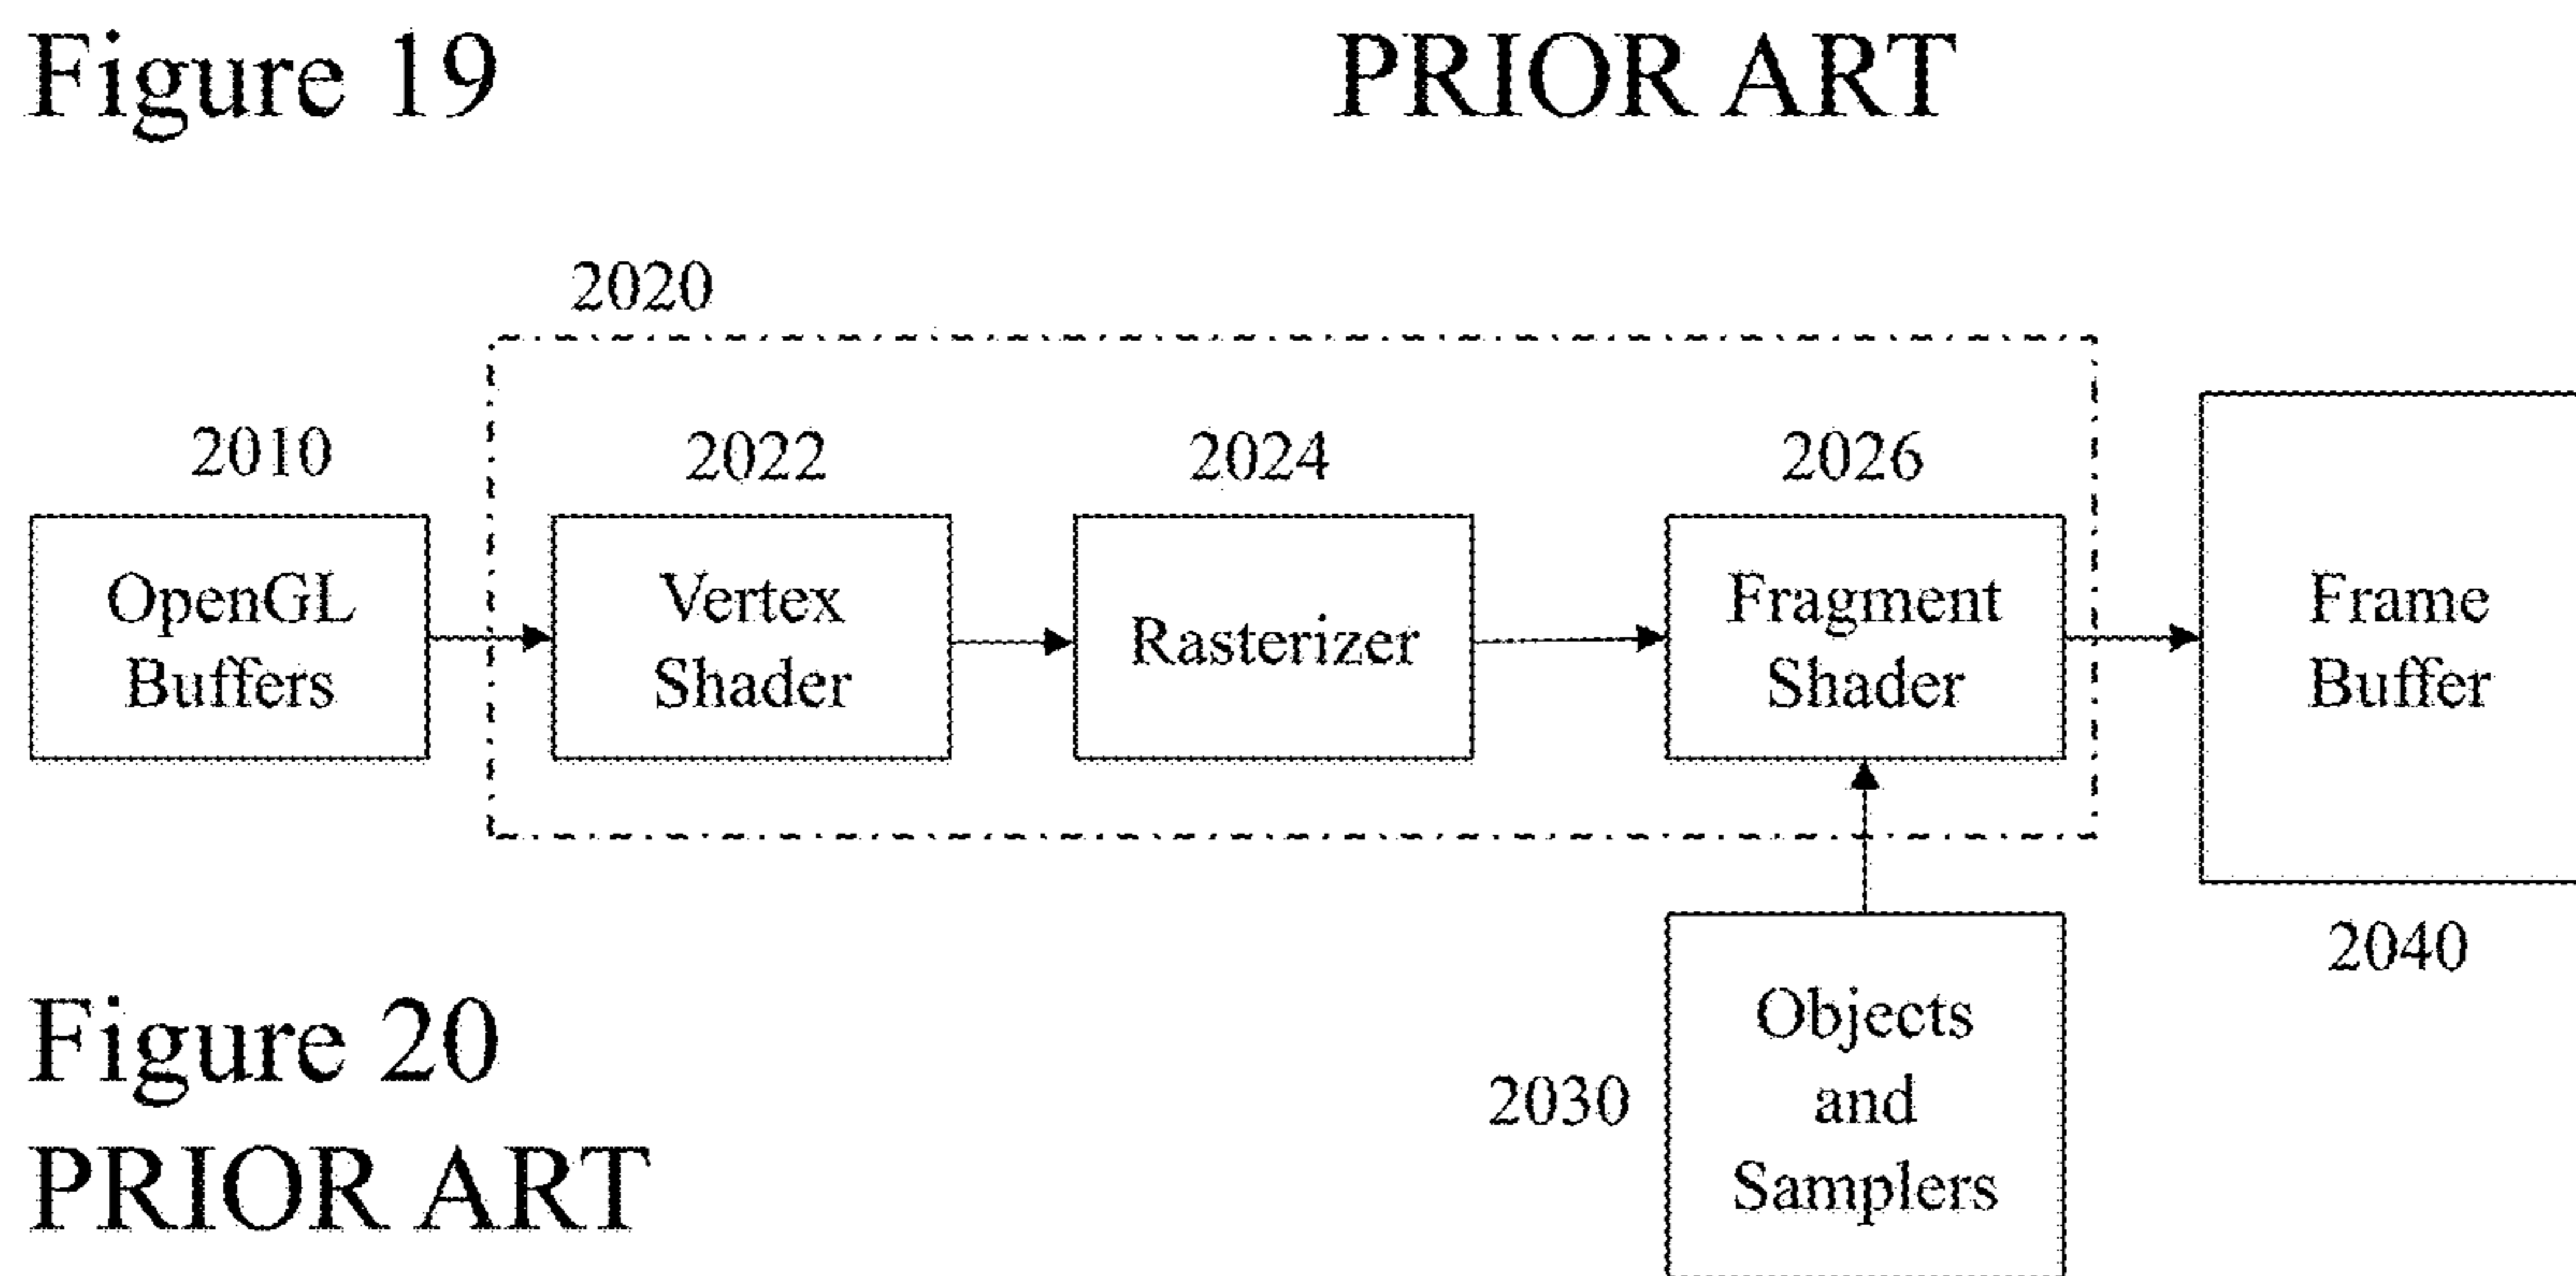 Figure 19
PRIOR ART
2020
2010
2022
2024
2026
OpenGL
Buffers
Vertex
Shader
Rasterizer
Fragment
Shader
Frame
Buffer
2040
2030
Objects
and
Samplers
Figure 20
PRIOR ART